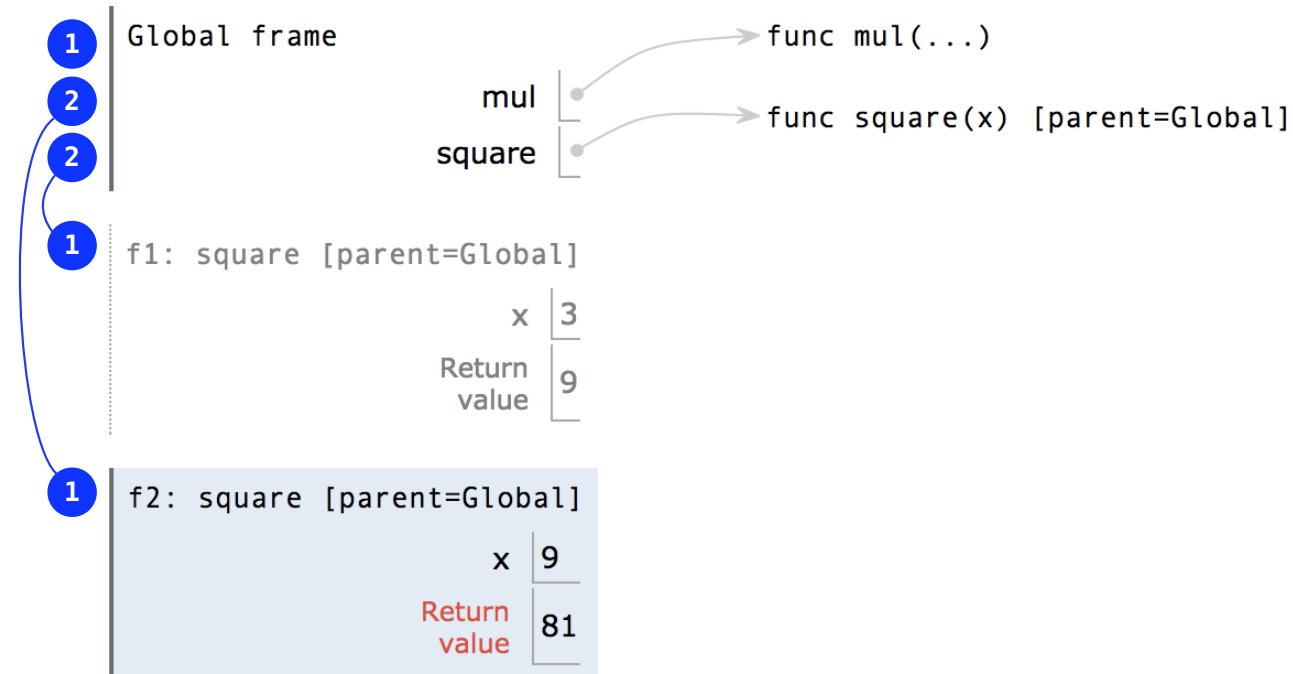 1 Global frame func mul(...)
2 mul
func square(x) [parent=Global]
2 square
1 f1: square [parent=Global]
x 3
Return
value 9
1 f2: square [parent=Global]
x 9
Return
value 81